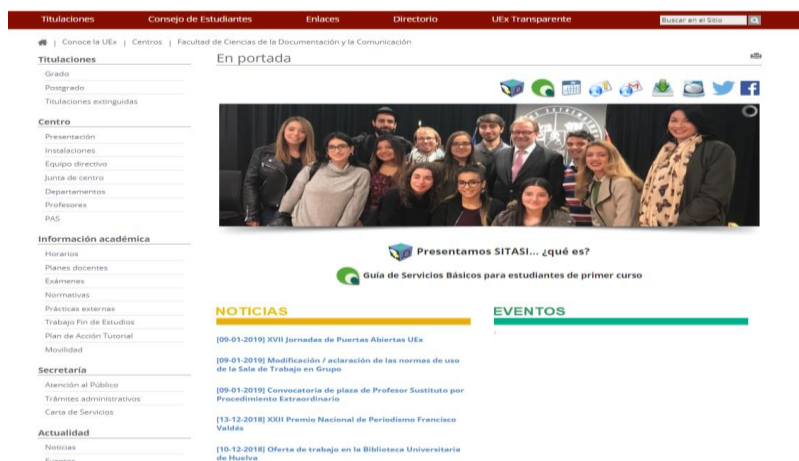 Titulaciones Consejo de Estudiantes Enlaces Directorio UEx Transparente Buscar en el Sitio
Conoce la UEx | Centros | Facultad de Ciencias de la Documentación y la Comunicación
Titulaciones
Grado
Postgrado
Titulaciones extinguidas
Centro
Presentación
Instalaciones
Equipo directivo
Junta de centro
Departamentos
Profesores
PAS
Información académica
Horarios
Planes docentes
Exámenes
Normativas
Prácticas externas
Trabajo Fin de Estudios
Plan de Acción Tutorial
Movilidad
Secretaría
Atención al Público
Trámites administrativos
Carta de Servicios
Actualidad
Noticias
Eventos
En portada
Presentamos SITASI... ¿qué es?
Guía de Servicios Básicos para estudiantes de primer curso
NOTICIAS
[09-01-2019] XVII Jornadas de Puertas Abiertas UEx
[09-01-2019] Modificación / aclaración de las normas de uso
de la Sala de Trabajo en Grupo
[09-01-2019] Convocatoria de plaza de Profesor Sustituto por
Procedimiento Extraordinario
[13-12-2018] XXII Premio Nacional de Periodismo Francisco
Valdés
[10-12-2018] Oferta de trabajo en la Biblioteca Universitaria
de Huelva
EVENTOS